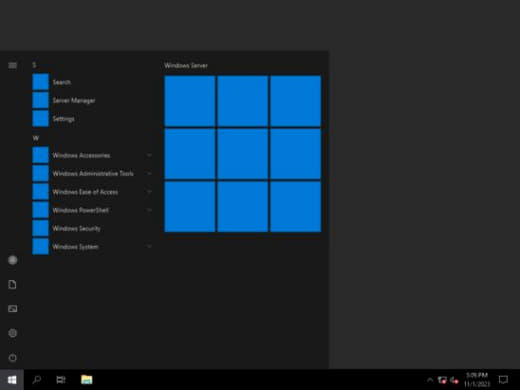 S
Windows Server
Search
Server Manager
Settings
W
Windows Accessories
Windows Administrative Tools
Windows Ease of Access
Windows PowerShell
Windows Security
Windows System
5:09 PM
11/1/2023